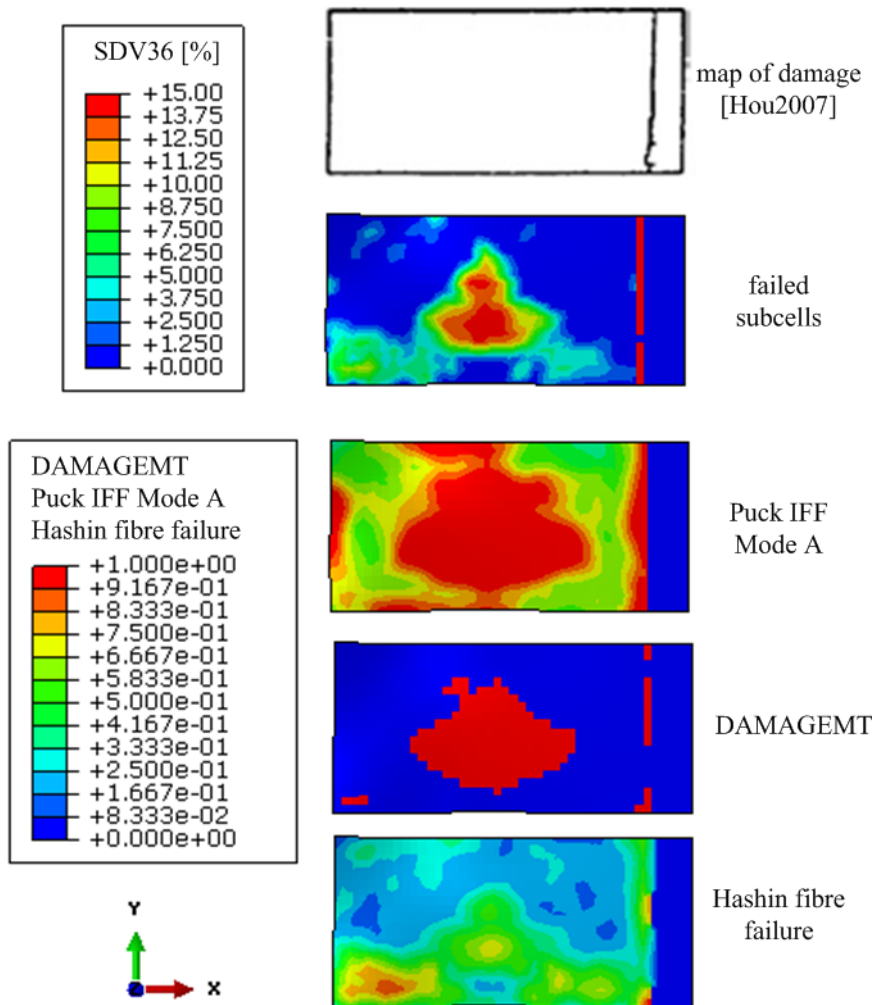 SDV36 [%]
+15.00
+13.75
+12.50
+11.25
+10.00
+8.750
+7.500
+6.250
+5.000
+3.750
+2.500
+1.250
+0.000
map of damage
[Hou2007]
failed
subcells
DAMAGEMT
Puck IFF Mode A
Hashin fibre failure
+1.000e+00
+9.167e-01
+8.333e-01
+7.500e-01
+6.667e-01
+5.833e-01
+5.000e-01
+4.167e-01
+3.333e-01
+2.500e-01
+1.667e-01
+8.333e-02
+0.000e+00
Puck IFF
Mode A
DAMAGEMT
Hashin fibre
failure
Y
Z
X